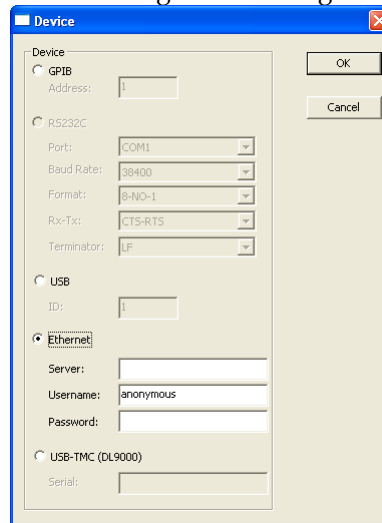 Device
Device
GPIB
Address: 1
RS232C
Port: COM1
Baud Rate: 38400
Format: 8-NO-1
Rx-Tx: CTS-RTS
Terminator: LF
USB
ID: 1
Ethernet
Server:
Username: anonymous
Password:
USB-TMC (DL9000)
Serial:
OK
Cancel